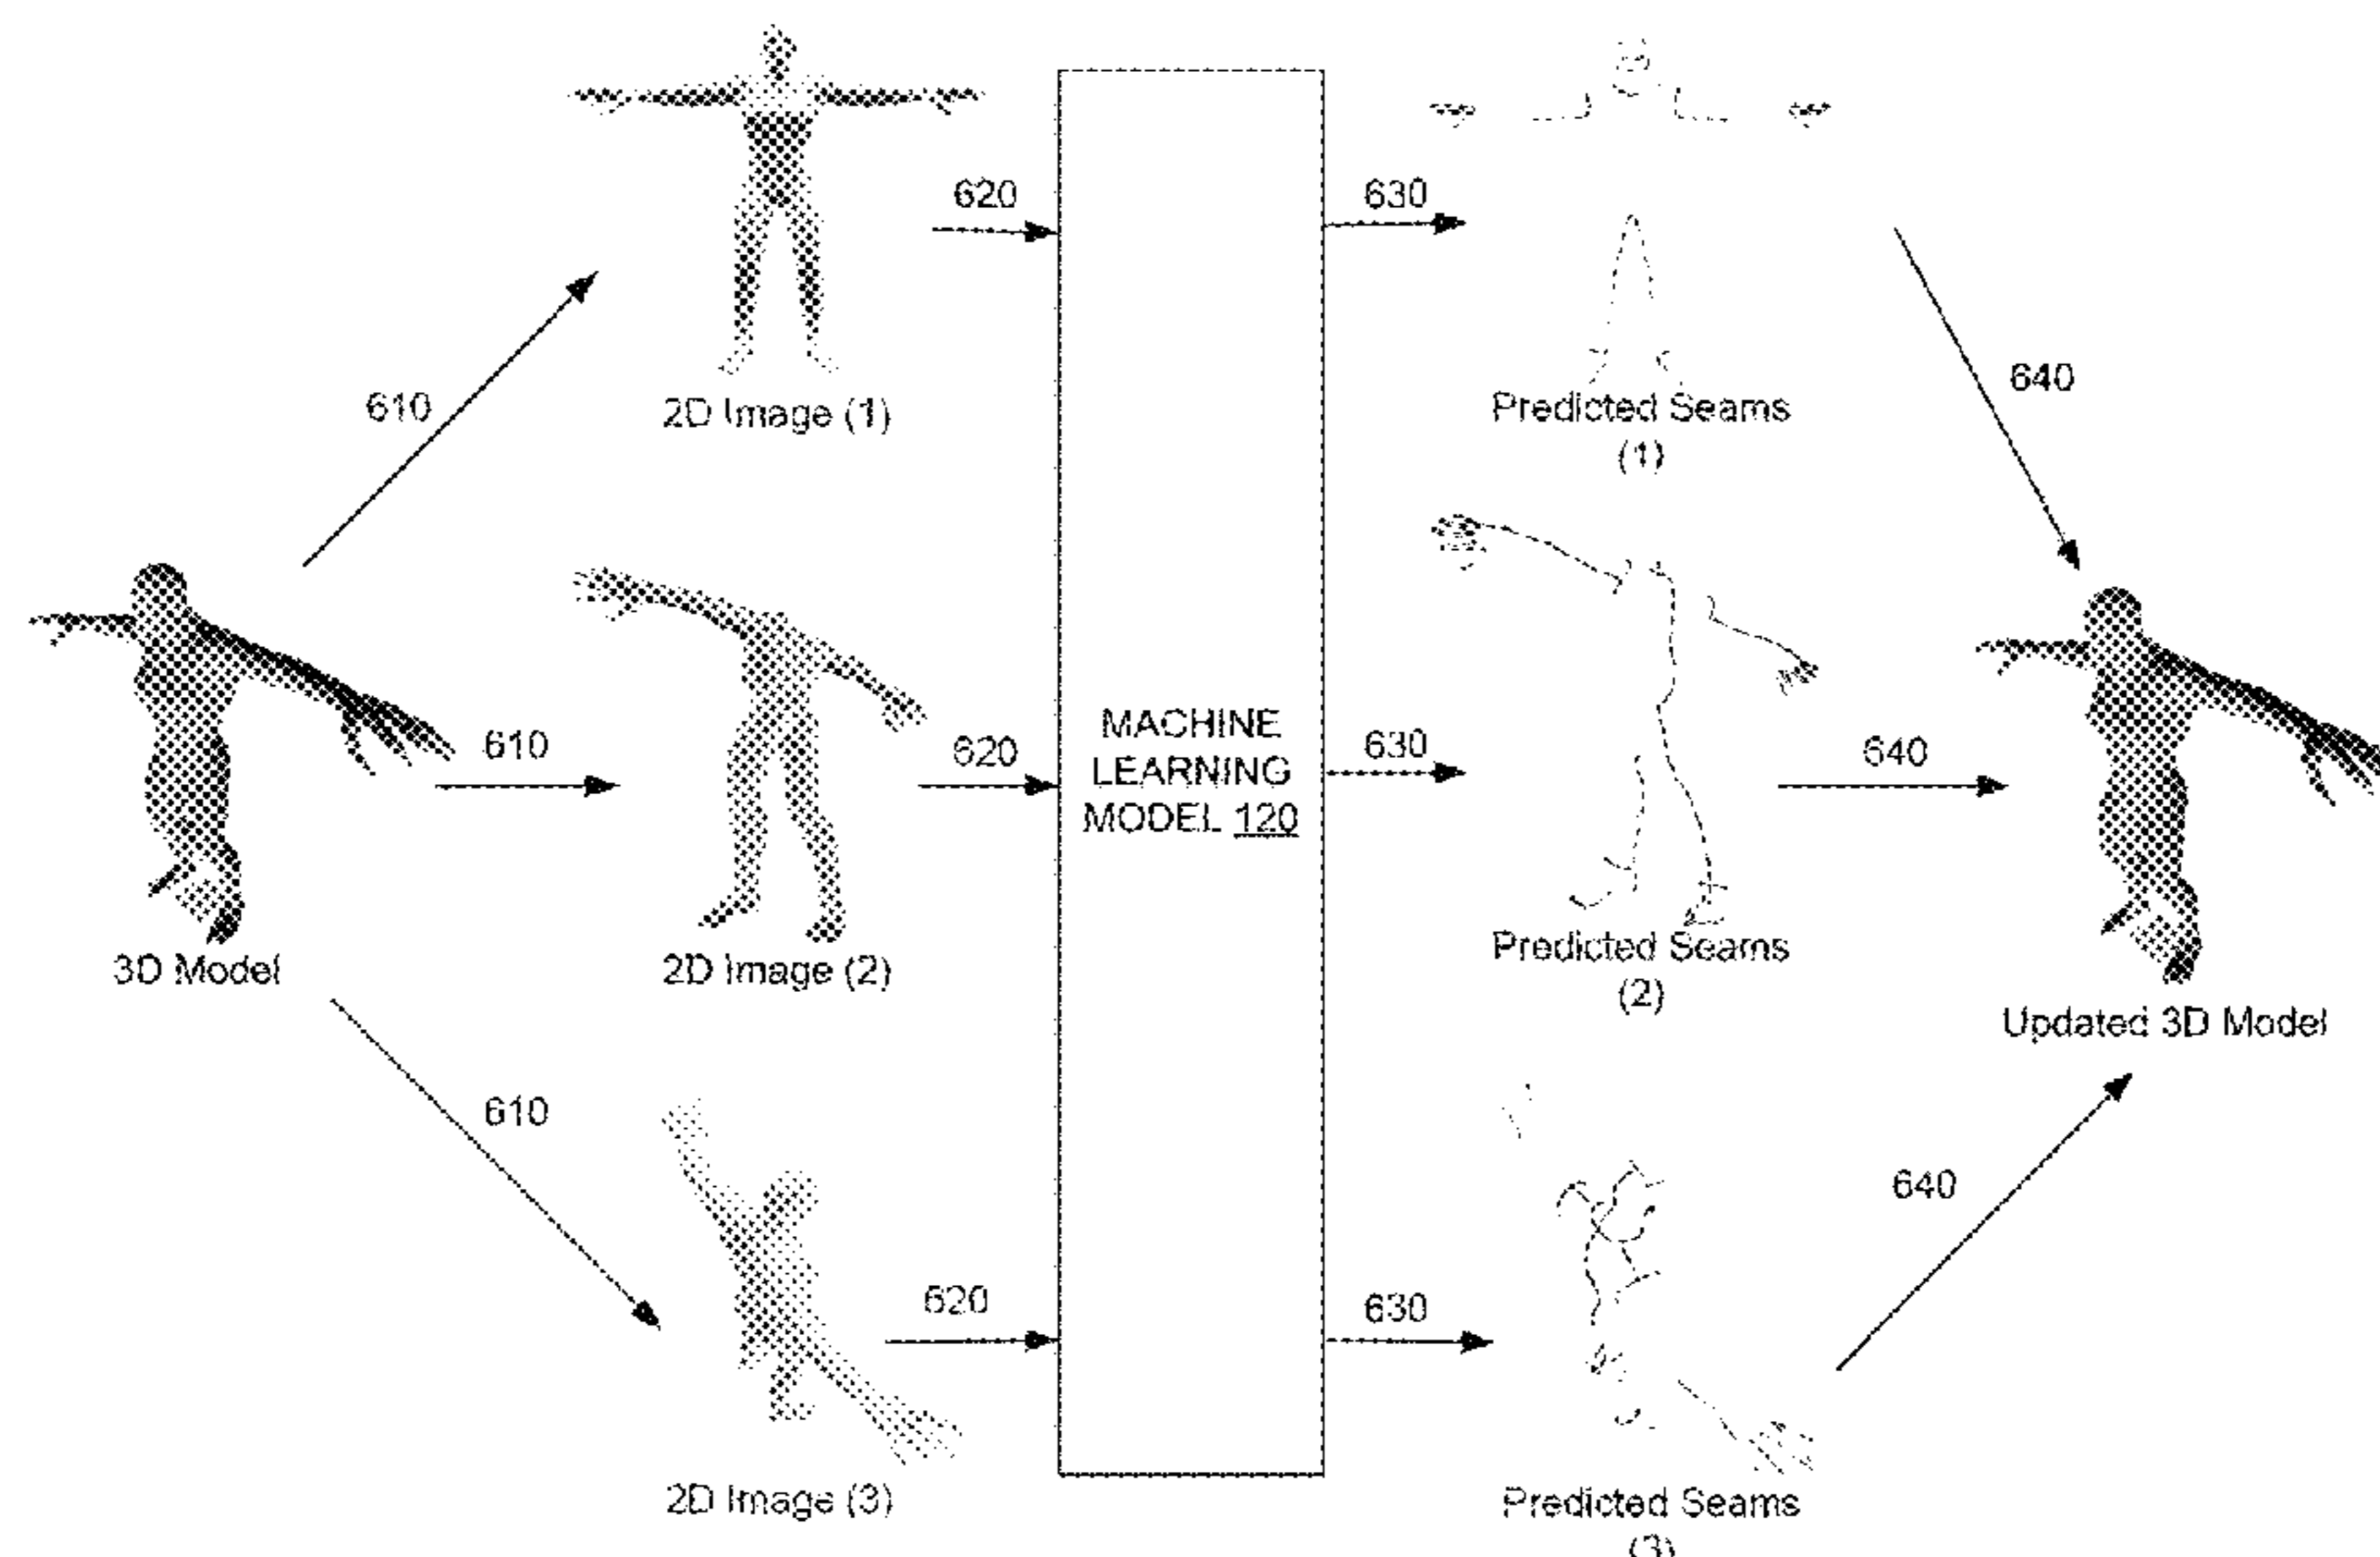 620
630
610
2D Image (1)
Predicted Seams
(1)
640
MACHINE
LEARNING
MODEL 120
610
620
630
640
3D Model
2D Image (2)
Predicted Seams
(2)
Updated 3D Model
610
620
630
640
2D Image (3)
Predicted Seams
(3)